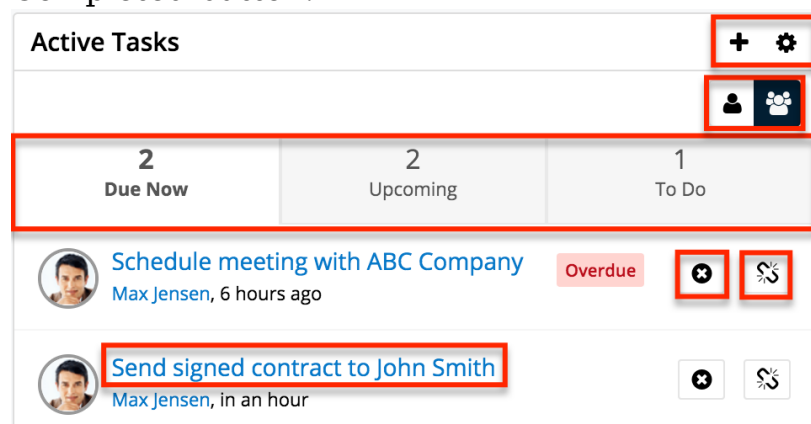 Active Tasks
2 2 1
Due Now Upcoming To Do
Schedule meeting with ABC Company Overdue
Max Jensen, 6 hours ago
Send signed contract to John Smith
Max Jensen, in an hour